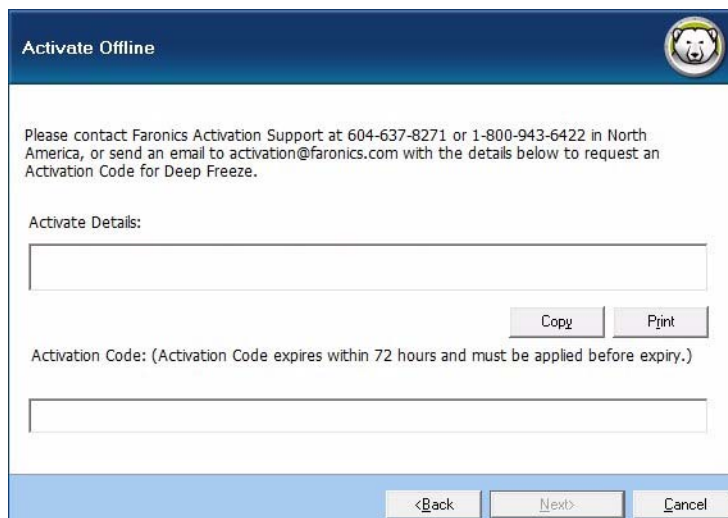 Activate Offline
Please contact Faronics Activation Support at 604-637-8271 or 1-800-943-6422 in North
America, or send an email to activation@faronics.com with the details below to request an
Activation Code for Deep Freeze.
Activate Details:
Copy Print
Activation Code: (Activation Code expires within 72 hours and must be applied before expiry.)
<Back Next> Cancel